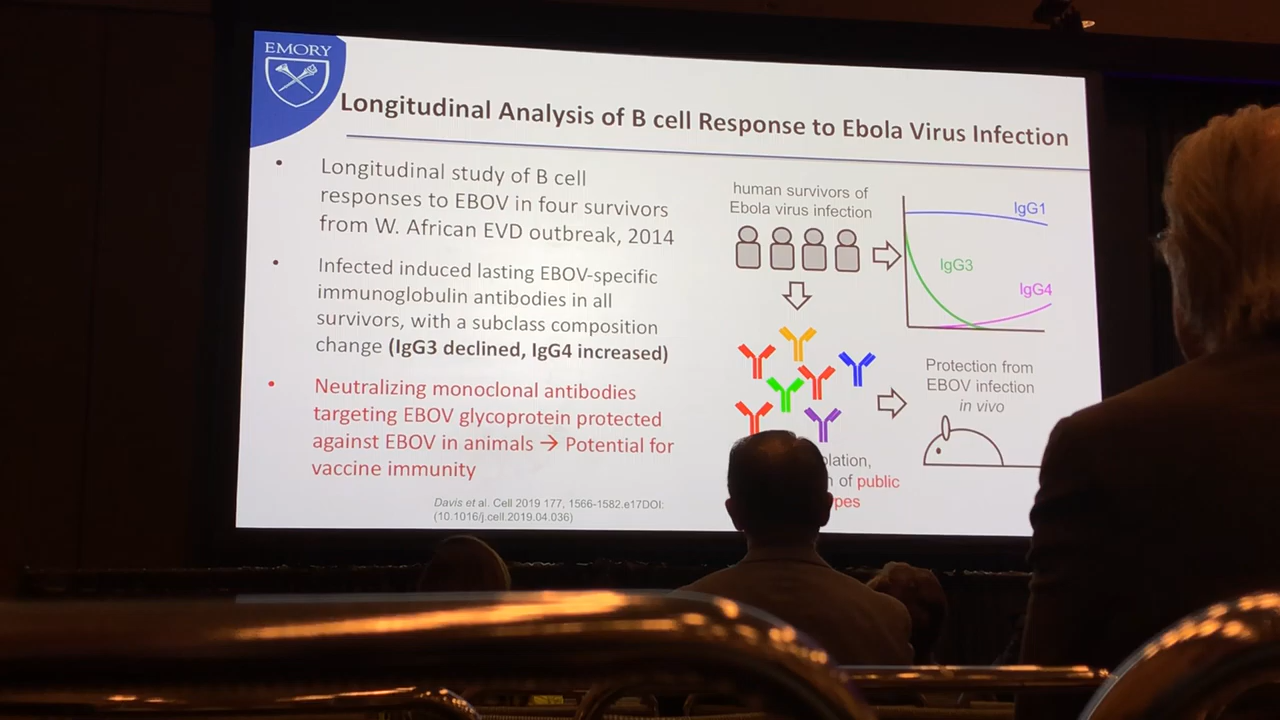 EMORY
Longitudinal Analysis of B cell Response to Ebola Virus Infection
• Longitudinal study of B cell
responses to EBOV in four survivors
from W. African EVD outbreak, 2014
• Infected induced lasting EBOV-specific
immunoglobulin antibodies in all
survivors, with a subclass composition
change (IgG3 declined, IgG4 increased)
• Neutralizing monoclonal antibodies
targeting EBOV glycoprotein protected
against EBOV in animals → Potential for
vaccine immunity
Davis et al. Cell 2019 177, 1566-1582.e17DOI:
(10.1016/j.cell.2019.04.036)
human survivors of
Ebola virus infection
IgG1
IgG3
IgG4
Protection from
EBOV infection
in vivo
of public